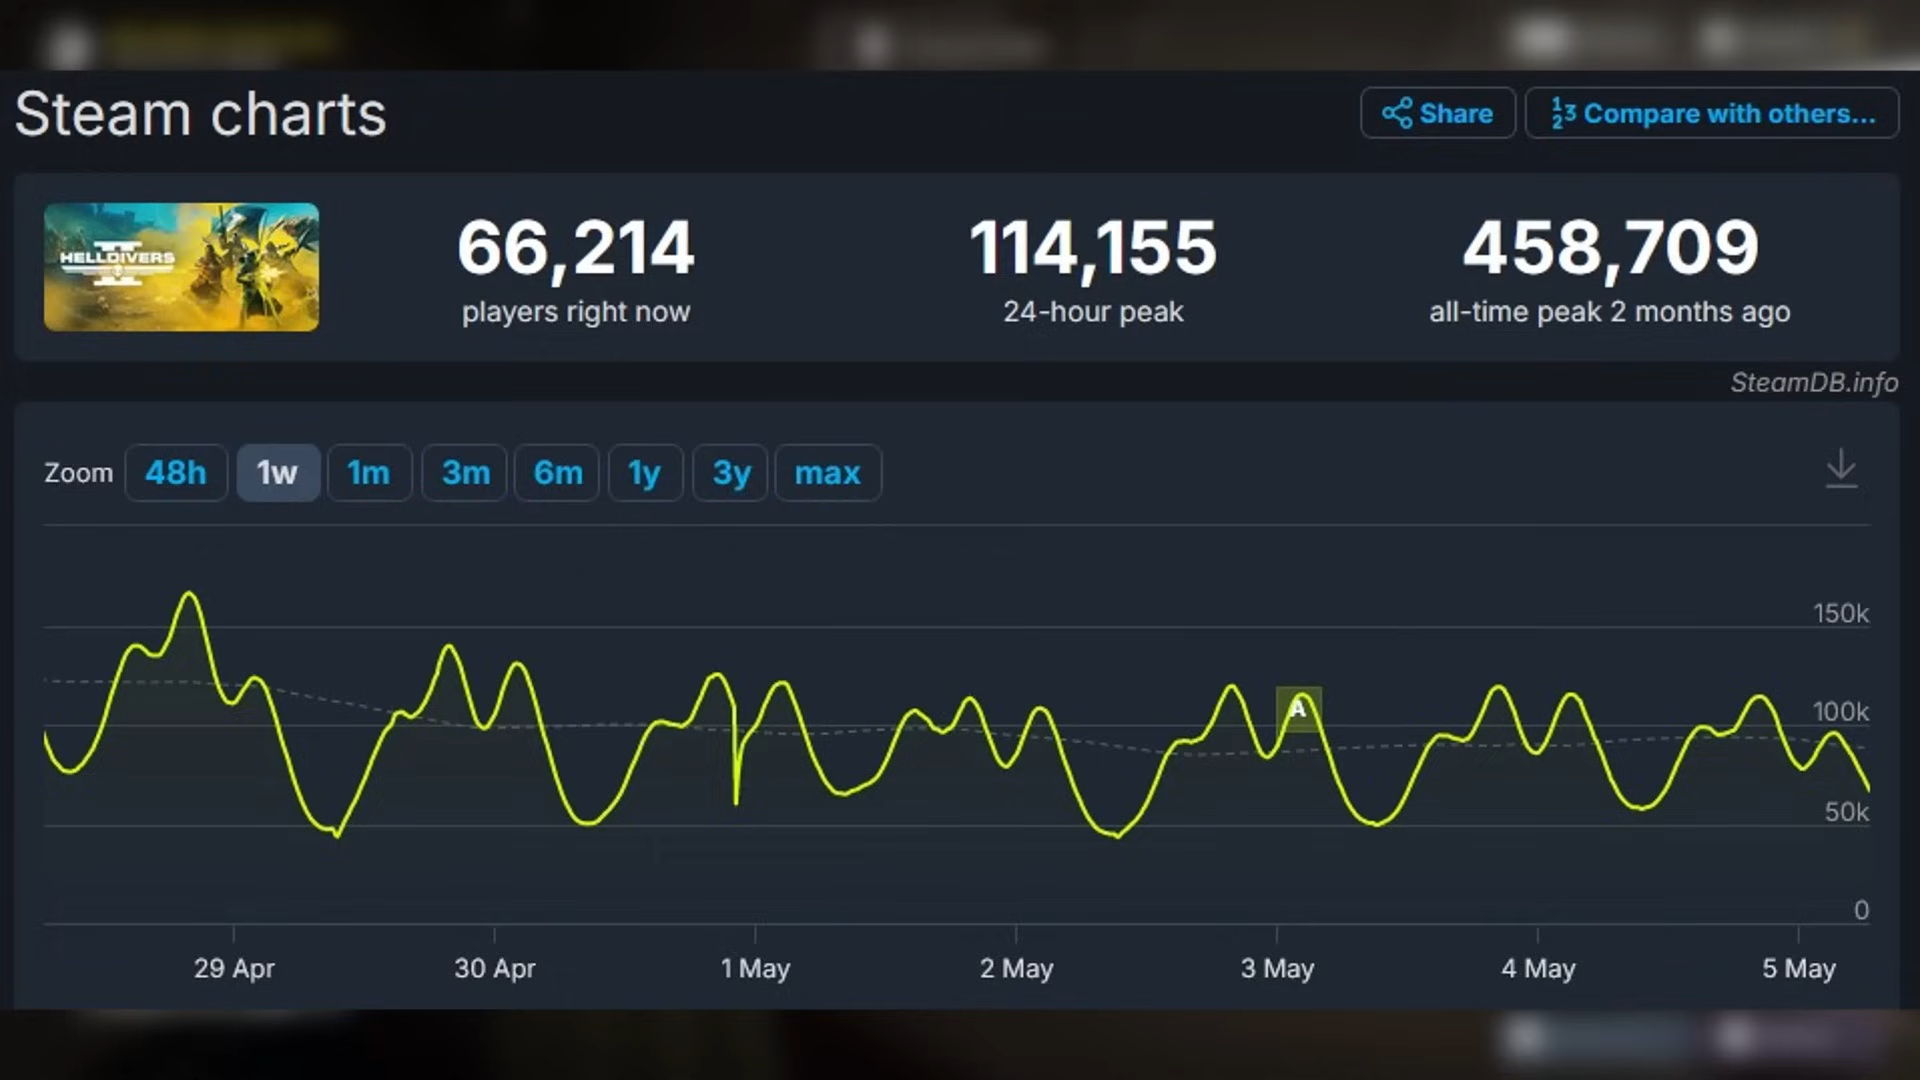 Steam charts
Share
Compare with others...
HELLDIVERS
II
66,214
players right now
114,155
24-hour peak
458,709
all-time peak 2 months ago
SteamDB.info
Zoom 48h 1w 1m 3m 6m 1y 3y max
150k
A
100k
50k
0
29 Apr 30 Apr 1 May 2 May 3 May 4 May 5 May